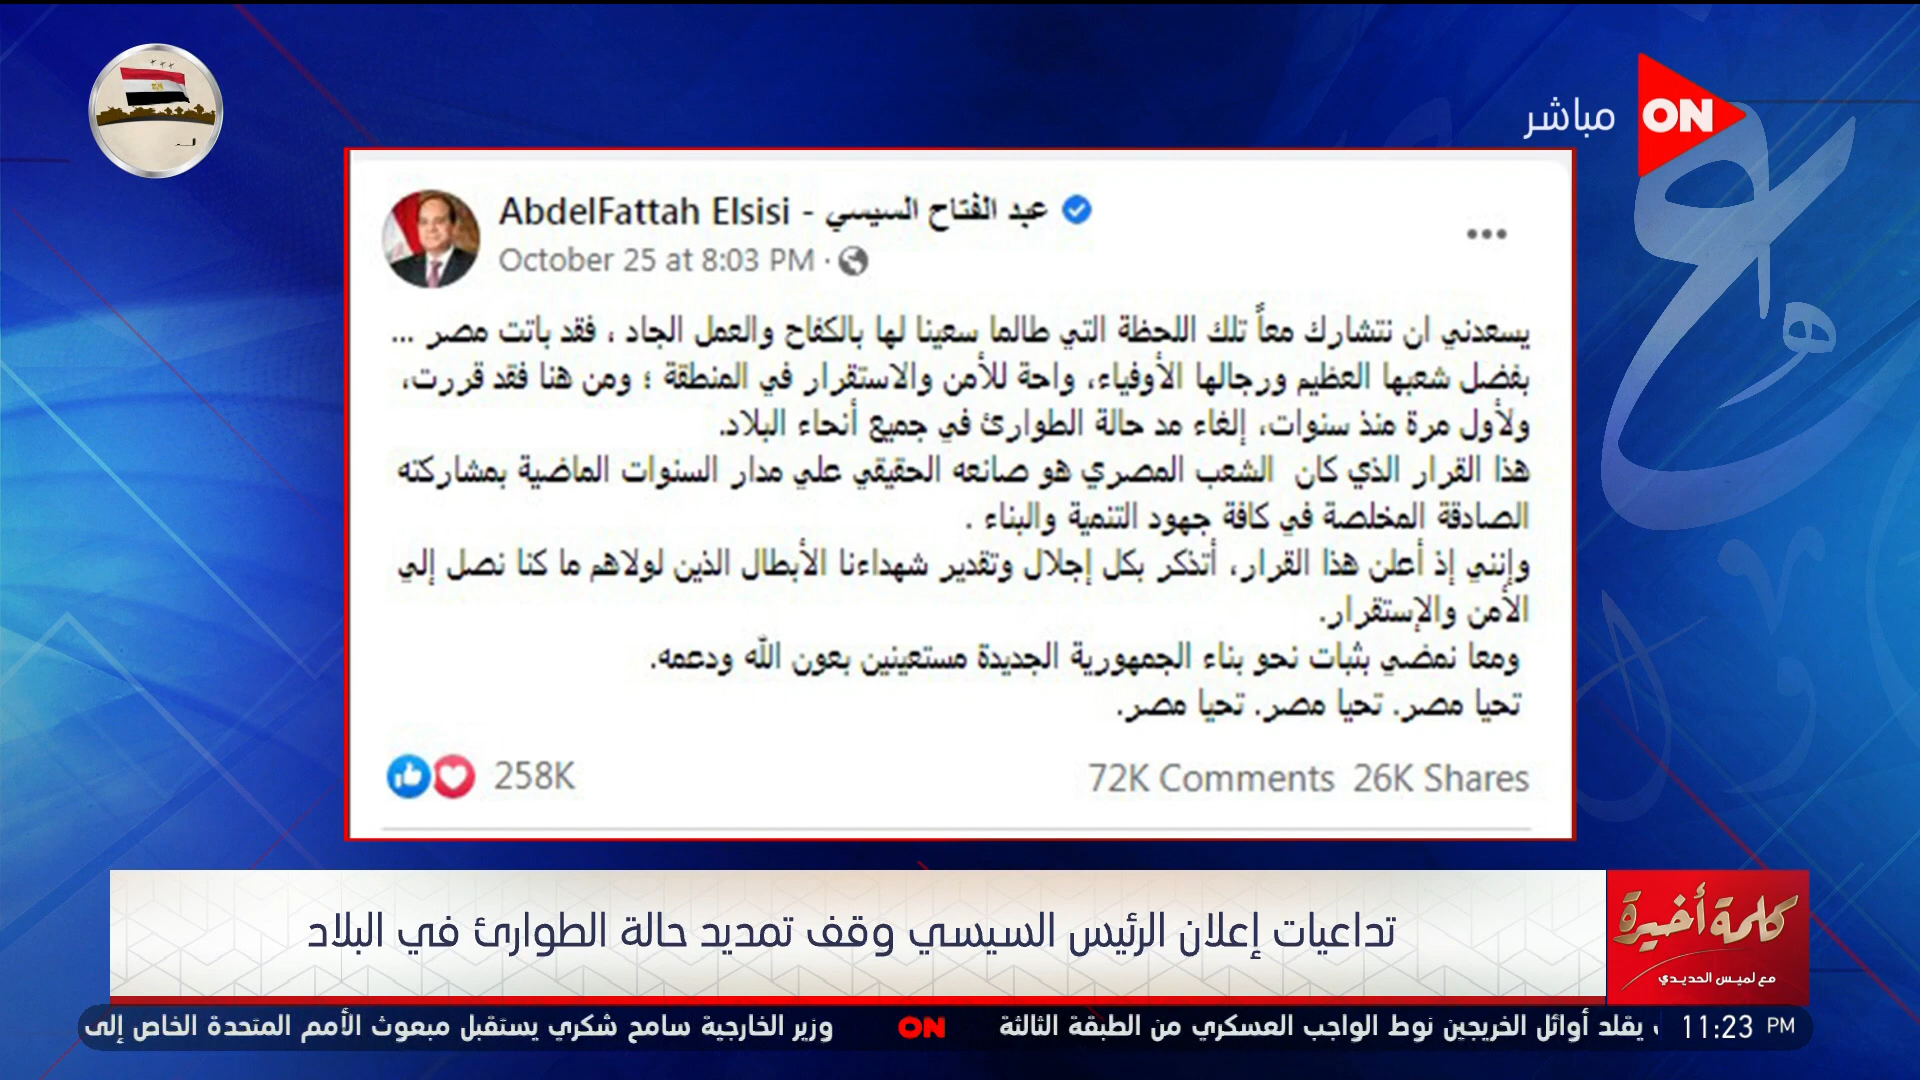 مباشر ON
AbdelFattah Elsisi - عبد الفتاح السيسي
October 25 at 8:03 PM ·
يسعدني ان نتشارك معاً تلك اللحظة التي طالما سعينا لها بالكفاح والعمل الجاد ، فقد باتت مصر ...
بفضل شعبها العظيم ورجالها الأوفياء، واحة للأمن والاستقرار في المنطقة ؛ ومن هنا فقد قررت،
ولأول مرة منذ سنوات، إلغاء مد حالة الطوارئ في جميع أنحاء البلاد.
هذا القرار الذي كان الشعب المصري هو صانعه الحقيقي علي مدار السنوات الماضية بمشاركته
الصادقة المخلصة في كافة جهود التنمية والبناء .
وإنني إذ أعلن هذا القرار، أتذكر بكل إجلال وتقدير شهداءنا الأبطال الذين لولاهم ما كنا نصل إلي
الأمن والإستقرار.
ومعا نمضي بثبات نحو بناء الجمهورية الجديدة مستعينين بعون الله ودعمه.
تحيا مصر. تحيا مصر. تحيا مصر.
258K
72K Comments 26K Shares
كلمة أخيرة
مع لميس الحديدي
تداعيات إعلان الرئيس السيسي وقف تمديد حالة الطوارئ في البلاد
يقلد أوائل الخريجين نوط الواجب العسكري من الطبقة الثالثة ON وزير الخارجية سامح شكري يستقبل مبعوث الأمم المتحدة الخاص إلى
11:23 PM